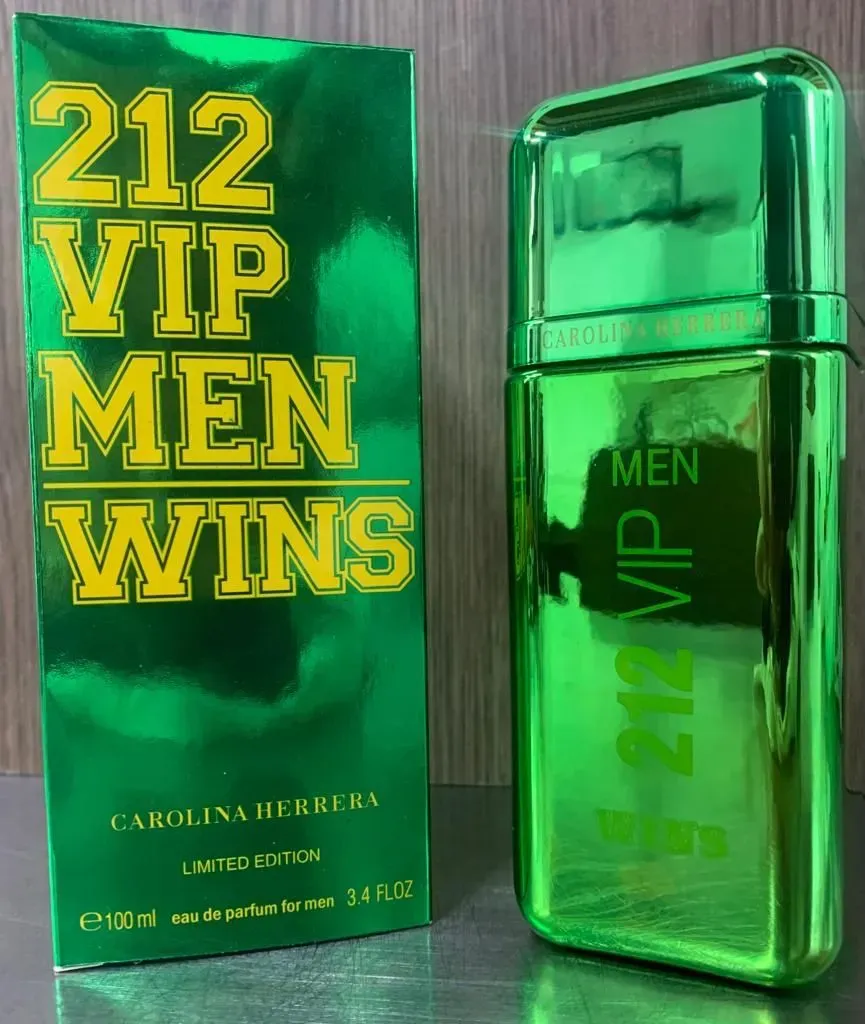 212
VIP
MEN
WINS
CAROLINA HERRERA
LIMITED EDITION
℮100 ml eau de parfum for men 3.4 FLOZ
CAROLINA HERRERA
MEN
212 VIP
WINS